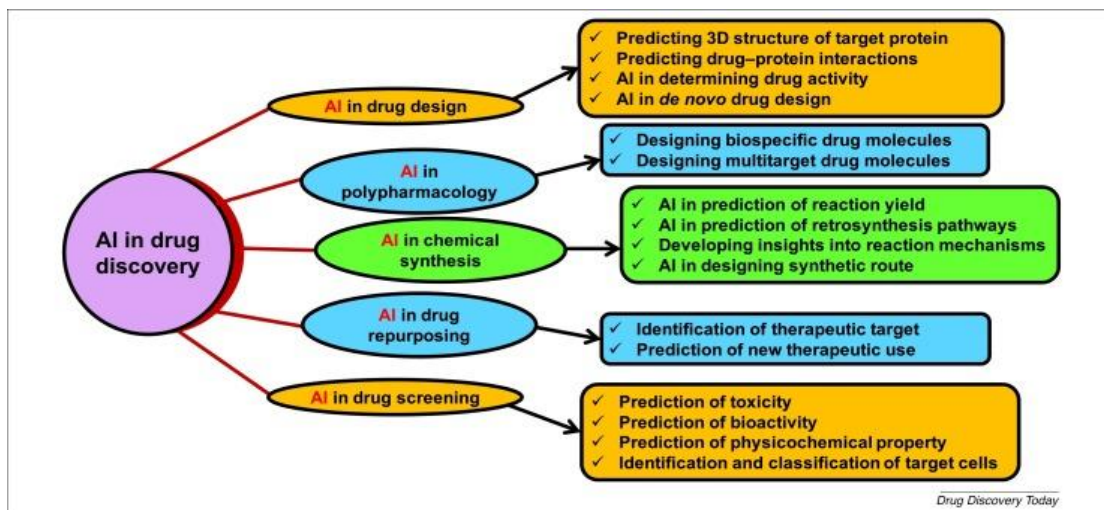 AI in drug
discovery
AI in drug design
✓ Predicting 3D structure of target protein
✓ Predicting drug–protein interactions
✓ AI in determining drug activity
✓ AI in de novo drug design
AI in
polypharmacology
✓ Designing biospecific drug molecules
✓ Designing multitarget drug molecules
AI in chemical
synthesis
✓ AI in prediction of reaction yield
✓ AI in prediction of retrosynthesis pathways
✓ Developing insights into reaction mechanisms
✓ AI in designing synthetic route
AI in drug
repurposing
✓ Identification of therapeutic target
✓ Prediction of new therapeutic use
AI in drug screening
✓ Prediction of toxicity
✓ Prediction of bioactivity
✓ Prediction of physicochemical property
✓ Identification and classification of target cells
Drug Discovery Today